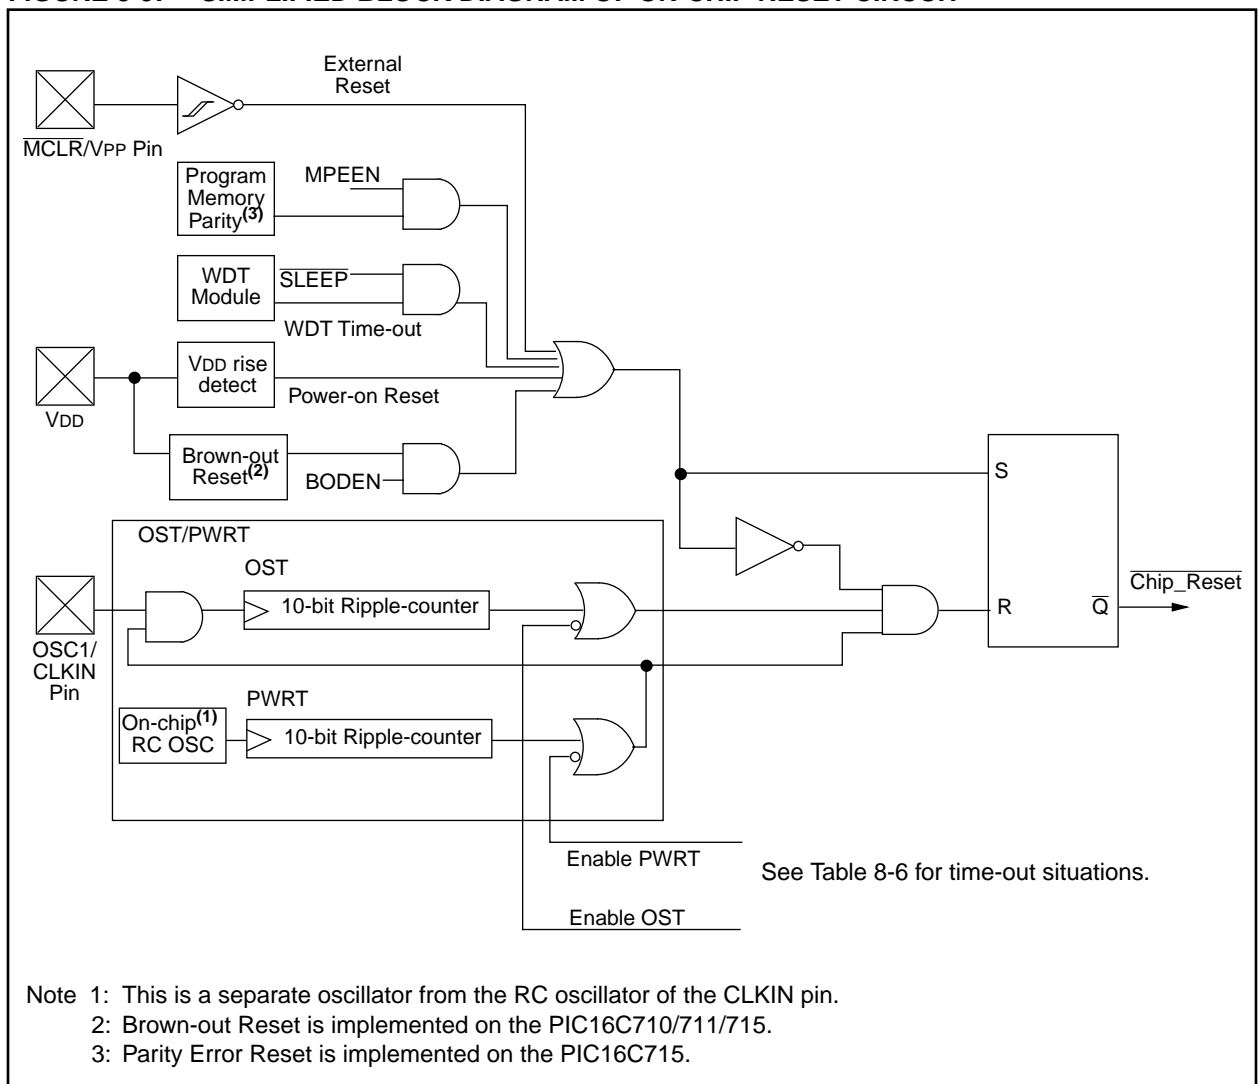 External
Reset
MCLR/VPP Pin
Program
Memory
Parity(3)
MPEEN
WDT
Module
SLEEP
WDT Time-out
VDD rise
detect
Power-on Reset
VDD
Brown-out
Reset(2)
BODEN
S
OST/PWRT
OST
10-bit Ripple-counter
Chip_Reset
R
Q
OSC1/
CLKIN
Pin
PWRT
On-chip(1)
RC OSC
10-bit Ripple-counter
Enable PWRT
See Table 8-6 for time-out situations.
Enable OST
Note 1: This is a separate oscillator from the RC oscillator of the CLKIN pin.
2: Brown-out Reset is implemented on the PIC16C710/711/715.
3: Parity Error Reset is implemented on the PIC16C715.